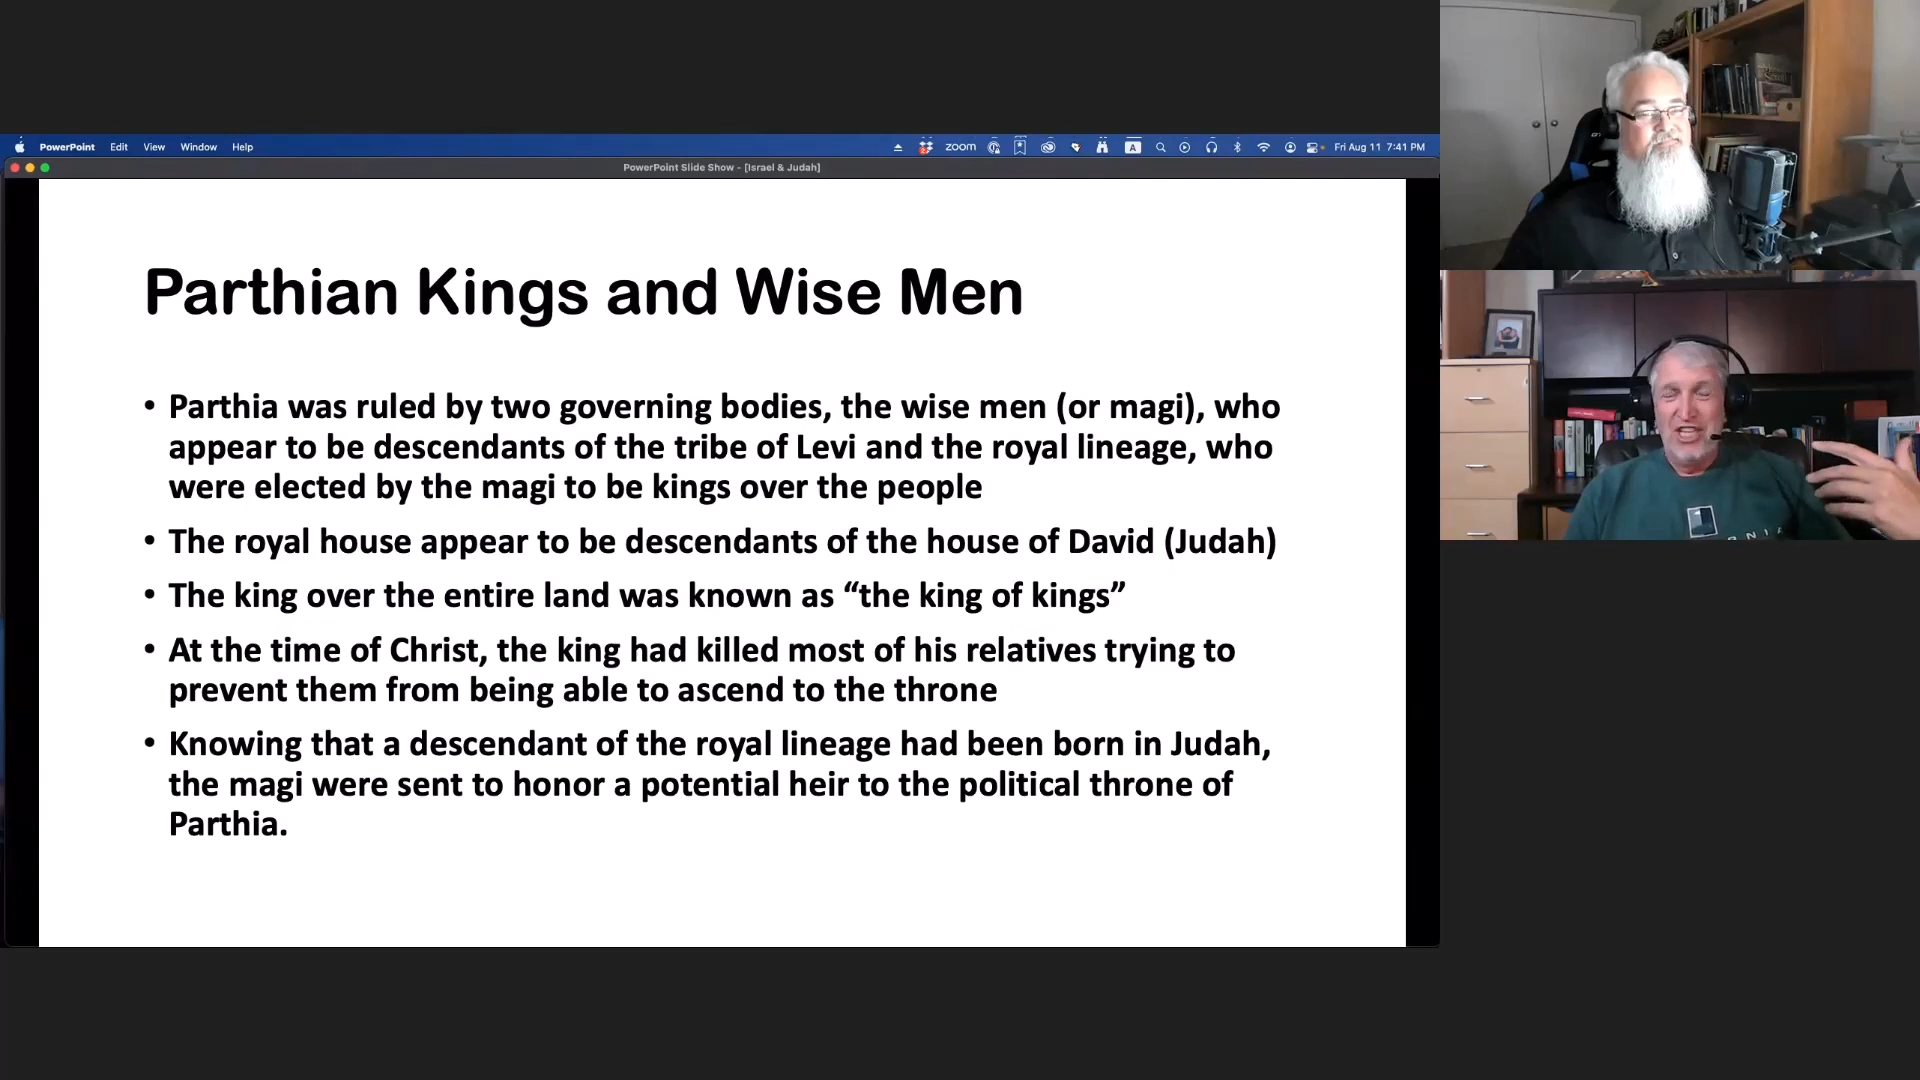 PowerPoint Edit View Window Help
zoom A Fri Aug 11 7:41 PM
PowerPoint Slide Show - [Israel & Judah]
Parthian Kings and Wise Men
• Parthia was ruled by two governing bodies, the wise men (or magi), who
appear to be descendants of the tribe of Levi and the royal lineage, who
were elected by the magi to be kings over the people
• The royal house appear to be descendants of the house of David (Judah)
• The king over the entire land was known as “the king of kings”
• At the time of Christ, the king had killed most of his relatives trying to
prevent them from being able to ascend to the throne
• Knowing that a descendant of the royal lineage had been born in Judah,
the magi were sent to honor a potential heir to the political throne of
Parthia.